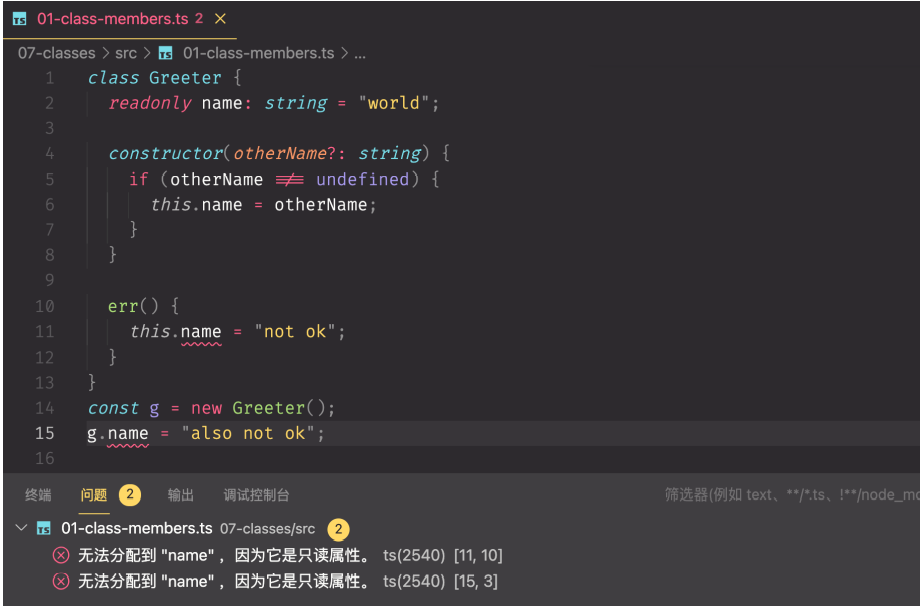 TS 01-class-members.ts 2 ×
07-classes > src > TS 01-class-members.ts > ...
1 class Greeter {
2 readonly name: string = "world";
3
4 constructor(otherName?: string) {
5 if (otherName !== undefined) {
6 this.name = otherName;
7 }
8 }
9
10 err() {
11 this.name = "not ok";
12 }
13 }
14 const g = new Greeter();
15 g.name = "also not ok";
16
终端 问题 2 输出 调试控制台 筛选器(例如 text、**/*.ts、!**/node_mo
TS 01-class-members.ts 07-classes/src 2
无法分配到 "name" ，因为它是只读属性。 ts(2540) [11, 10]
无法分配到 "name" ，因为它是只读属性。 ts(2540) [15, 3]